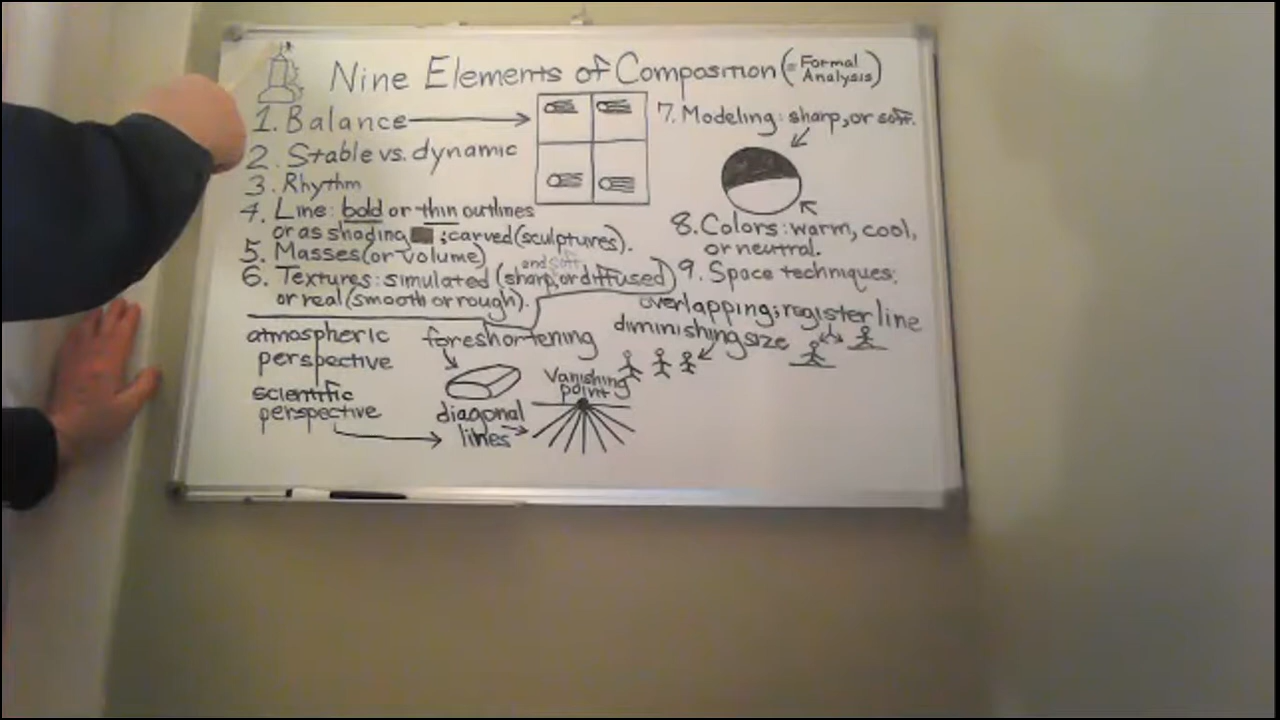 Nine Elements of Composition (= Formal Analysis)
1. Balance
2. Stable vs. dynamic
3. Rhythm
4. Line: bold or thin outlines
or as shading ; carved (sculptures).
5. Masses (or volume)
and soft
6. Textures: simulated (sharp, or diffused)
or real (smooth or rough).
7. Modeling: sharp, or soft.
8. Colors: warm, cool,
or neutral.
9. Space techniques:
overlapping; register line
diminishing size
atmospheric
perspective
foreshortening
scientific
perspective
diagonal
lines
Vanishing
point